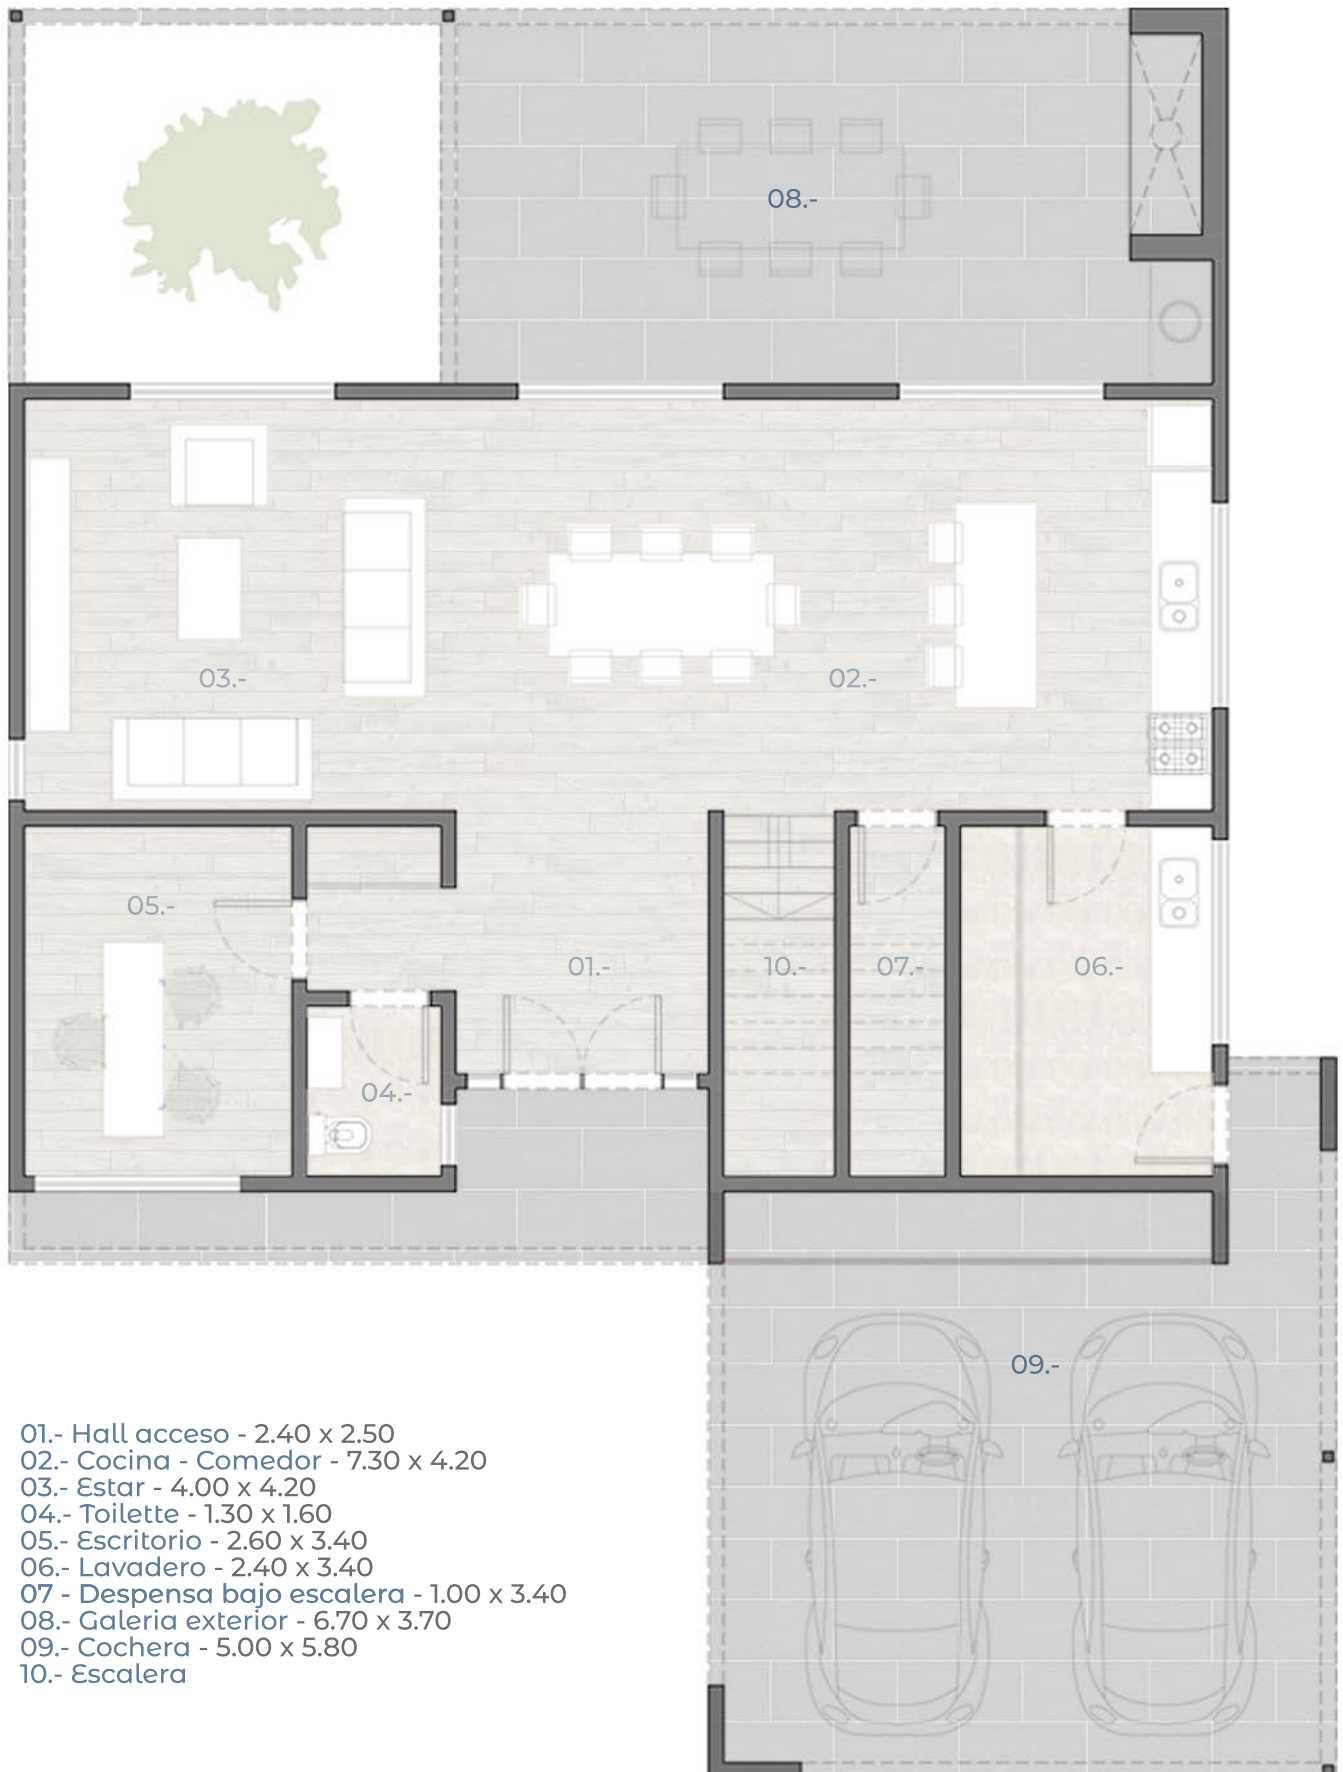 08.-
03.-
02.-
05.-
01.-
10.-
07.-
06.-
04.-
09.-
01.- Hall acceso - 2.40 x 2.50
02.- Cocina - Comedor - 7.30 x 4.20
03.- Estar - 4.00 x 4.20
04.- Toilette - 1.30 x 1.60
05.- Escritorio - 2.60 x 3.40
06.- Lavadero - 2.40 x 3.40
07 - Despensa bajo escalera - 1.00 x 3.40
08.- Galeria exterior - 6.70 x 3.70
09.- Cochera - 5.00 x 5.80
10.- Escalera